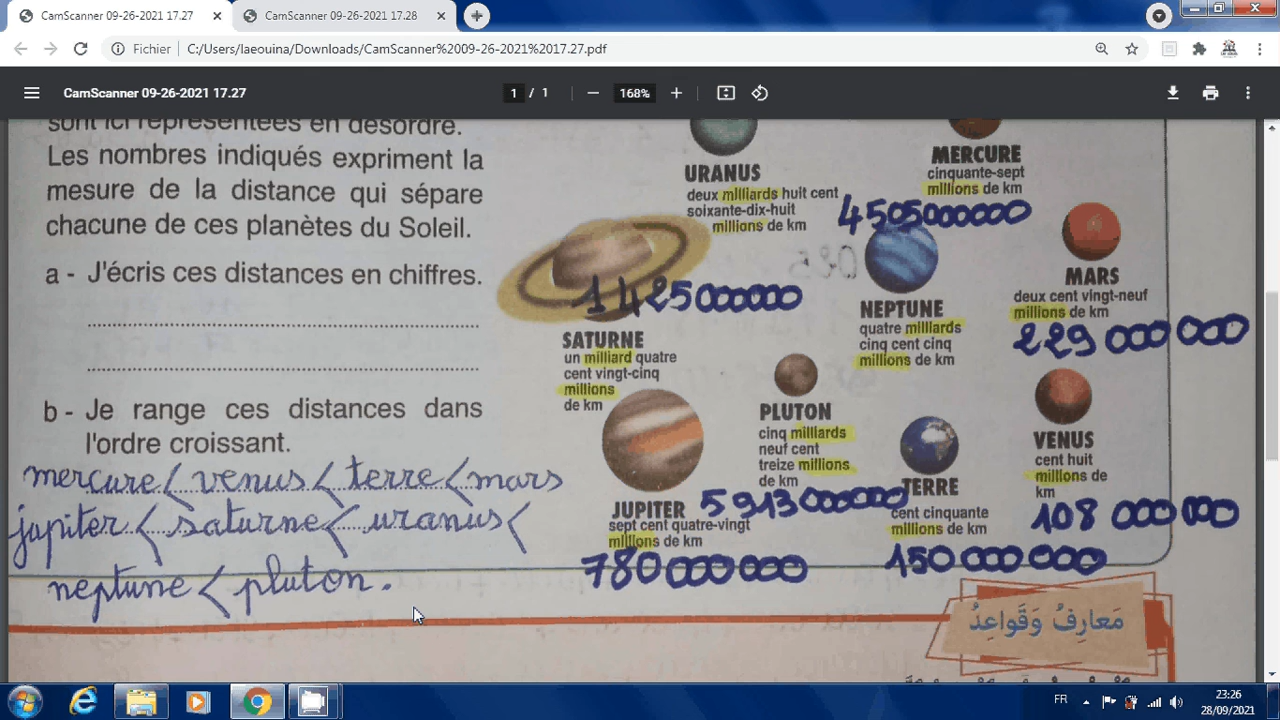 CamScanner 09-26-2021 17.27
CamScanner 09-26-2021 17.28
Fichier
C:/Users/laeouina/Downloads/CamScanner%2009-26-2021%2017.27.pdf
CamScanner 09-26-2021 17.27
1 / 1
168%
sont ici représentées en désordre.
Les nombres indiqués expriment la
mesure de la distance qui sépare
chacune de ces planètes du Soleil.
a - J'écris ces distances en chiffres.
b - Je range ces distances dans
l'ordre croissant.
mercure < venus < terre < mars
jupiter < saturne < uranus <
neptune < pluton.
URANUS
deux milliards huit cent
soixante-dix-huit
millions de km
MERCURE
cinquante-sept
millions de km
4505000000
1425000000
SATURNE
un milliard quatre
cent vingt-cinq
millions
de km
NEPTUNE
quatre milliards
cinq cent cinq
millions de km
MARS
deux cent vingt-neuf
millions de km
229 000 000
PLUTON
cinq milliards
neuf cent
treize millions
de km
5913000000
JUPITER
sept cent quatre-vingt
millions de km
780000000
TERRE
cent cinquante
millions de km
150000000
VENUS
cent huit
millions de
km
108 000 000
مَعارِفُ وَقَواعِدُ
FR
23:26
28/09/2021